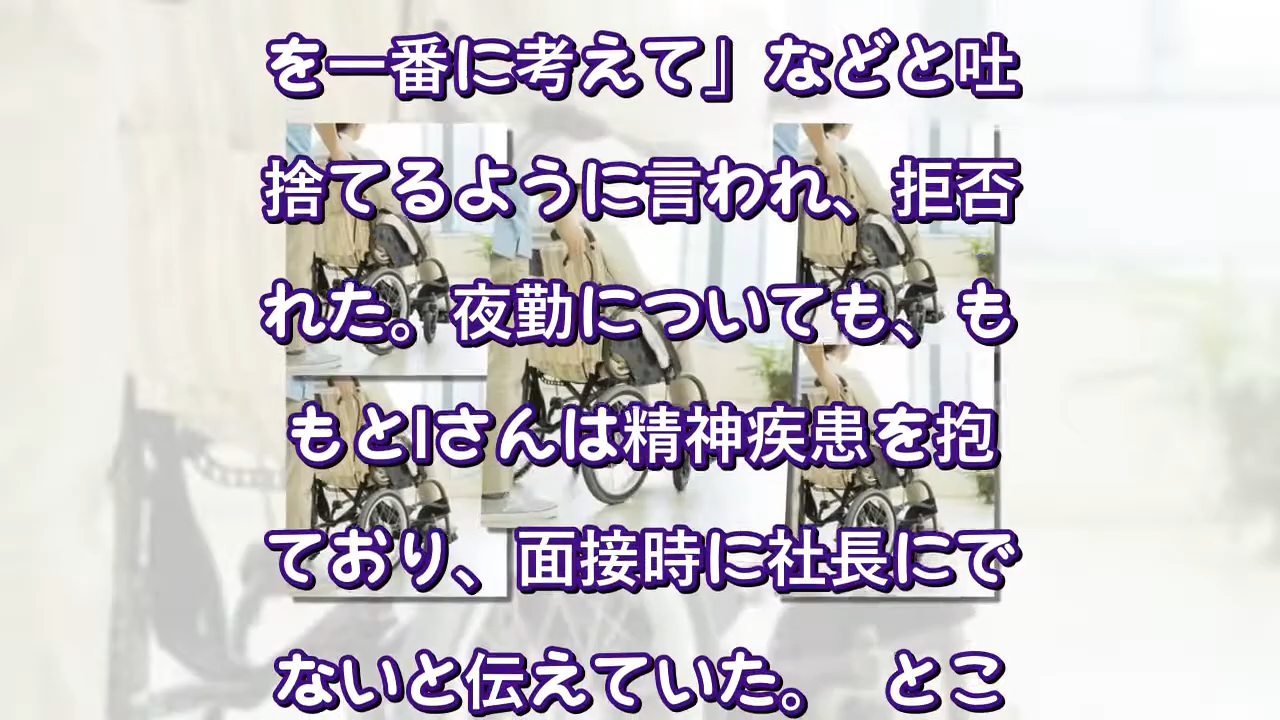 を一番に考えて』などと吐
捨てるように言われ、拒否
れた。夜勤についても、も
もとIさんは精神疾患を抱
ており、面接時に社長にで
ないと伝えていた。　とこ